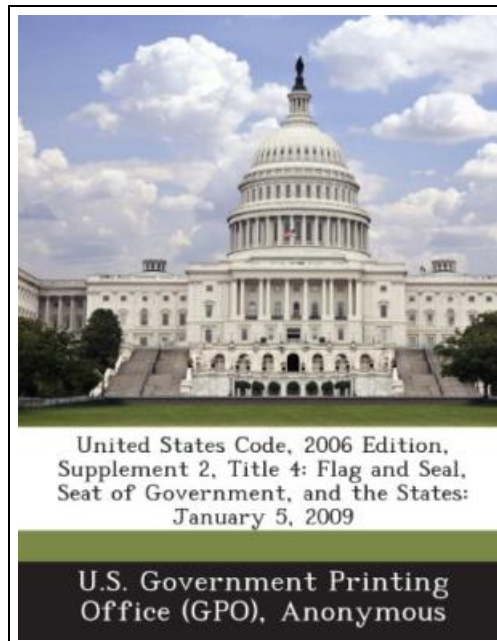 United States Code, 2006 Edition,
Supplement 2, Title 4: Flag and Seal,
Seat of Government, and the States:
January 5, 2009
U.S. Government Printing
Office (GPO), Anonymous